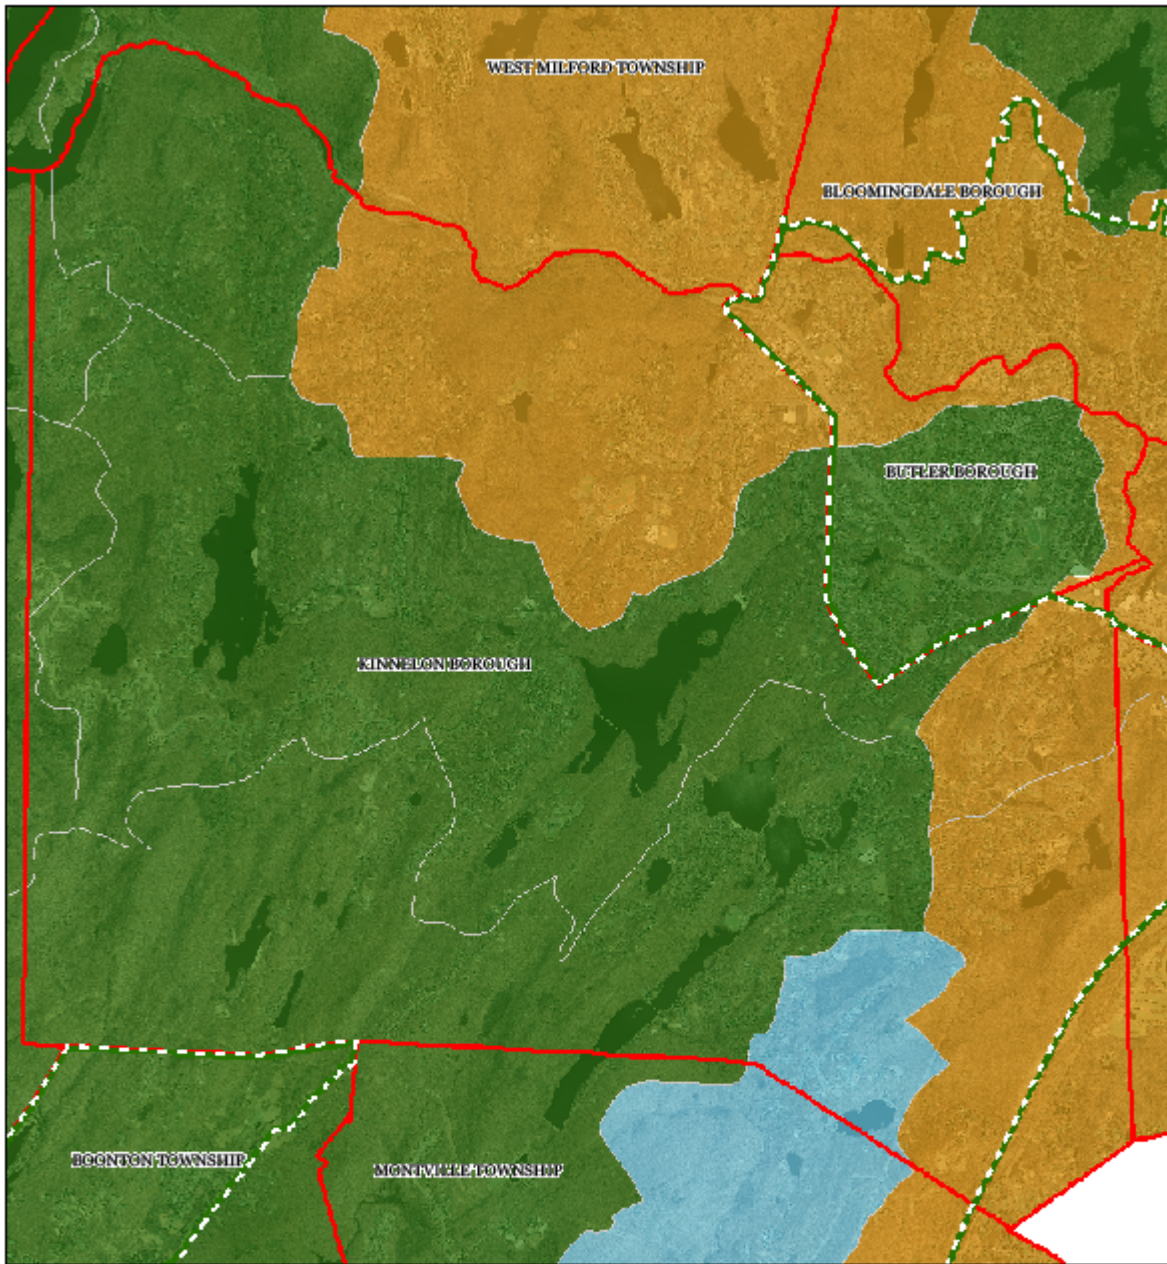 WEST MILFORD TOWNSHIP
BLOOMINGDALE BOROUGH
BUTLER BOROUGH
KINNELON BOROUGH
BOONTON TOWNSHIP
MONTVILLE TOWNSHIP